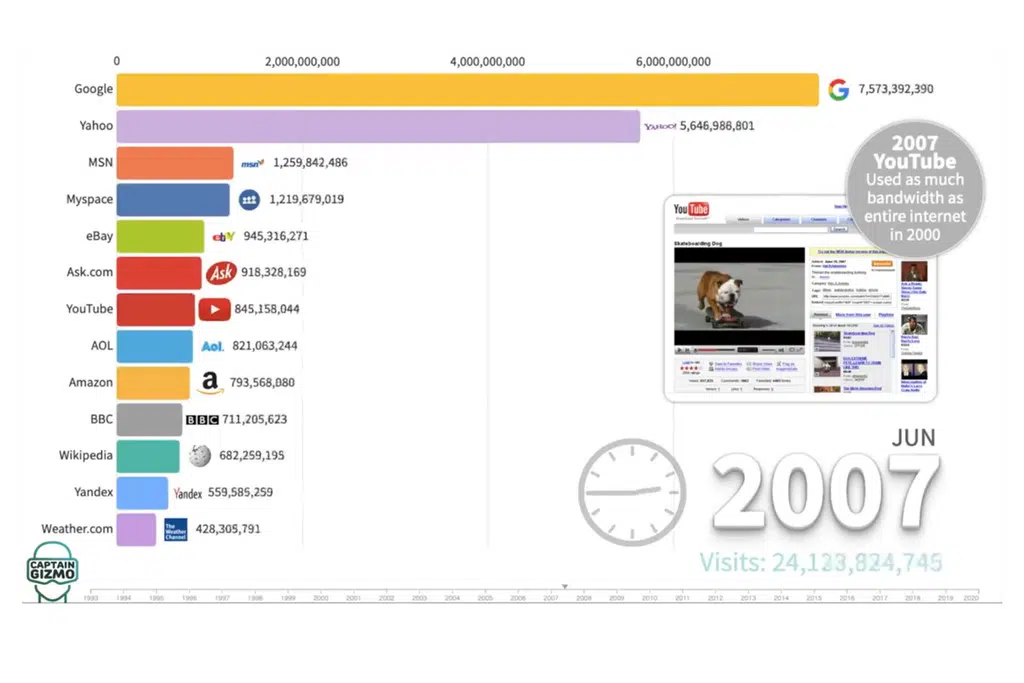 0 2,000,000,000 4,000,000,000 6,000,000,000
Google G 7,573,392,390
Yahoo YAHOO! 5,646,986,801
MSN msn 1,259,842,486
Myspace 1,219,679,019
eBay ebY 945,316,271
Ask.com Ask 918,328,169
YouTube 845,158,044
AOL Aol. 821,063,244
Amazon a 793,568,080
BBC BBC 711,205,623
Wikipedia 682,259,195
Yandex Yandex 559,585,259
Weather.com The Weather Channel 428,305,791
2007
YouTube
Used as much
bandwidth as
entire internet
in 2000
YouTube
Skateboarding Dog
JUN
2007
Visits:
CAPTAIN
GIZMO
1993 1994 1995 1996 1997 1998 1999 2000 2001 2002 2003 2004 2005 2006 2007 2008 2009 2010 2011 2012 2013 2014 2015 2016 2017 2018 2019 2020